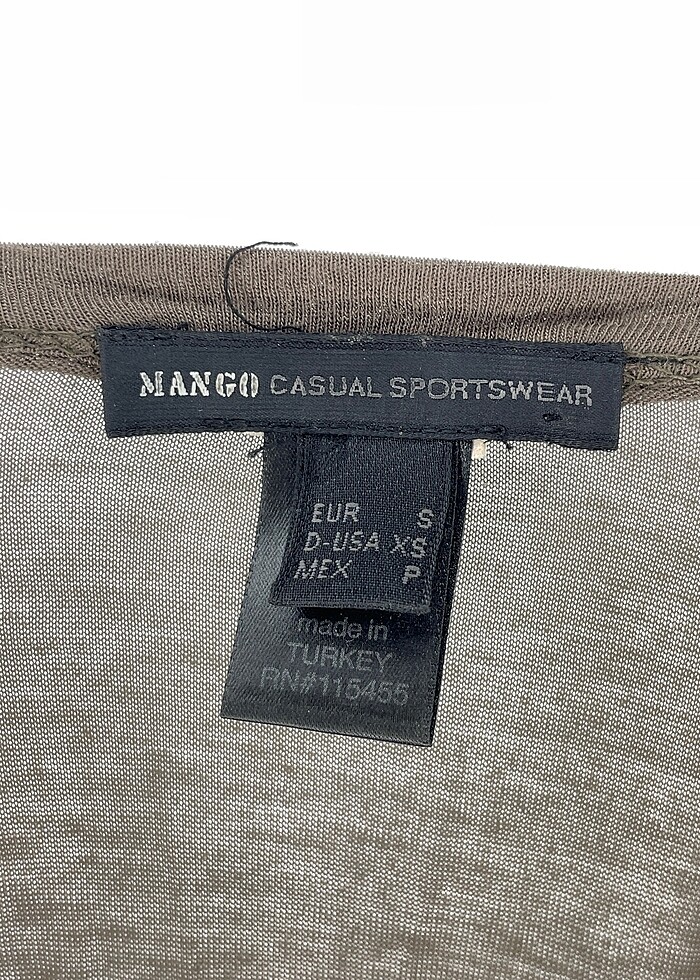 MANGO CASUAL SPORTSWEAR
EUR S
D-USA XS
MEX P
made in
TURKEY
RN#115455